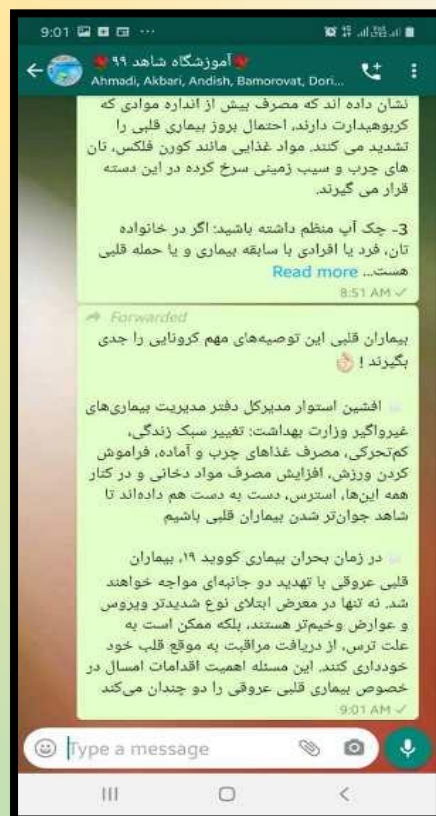 9:01
آموزشگاه شاهد ۹۹
Ahmadi, Akbari, Andish, Bamorovat, Dori...
نشان داده اند که مصرف بیش از اندازه موادی که
کربوهیدارت دارند، احتمال بروز بیماری قلبی را
تشدید می کنند. مواد غذایی مانند کورن فلکس، نان
های چرب و سیب زمینی سرخ کرده در این دسته
قرار می گیرند.
3- چک آپ منظم داشته باشید: اگر در خانواده
تان، فرد یا افرادی با سابقه بیماری و یا حمله قلبی
هست... Read more
8:51 AM
Forwarded
بیماران قلبی این توصیه‌های مهم کرونایی را جدی
بگیرند !
افشین استوار مدیرکل دفتر مدیریت بیماری‌های
غیرواگیر وزارت بهداشت: تغییر سبک زندگی،
کم‌تحرکی، مصرف غذاهای چرب و آماده، فراموش
کردن ورزش، افزایش مصرف مواد دخانی و در کنار
همه این‌ها، استرس، دست به دست هم داده‌اند تا
شاهد جوان‌تر شدن بیماران قلبی باشیم
در زمان بحران بیماری کووید ۱۹، بیماران
قلبی عروقی با تهدید دو جانبه‌ای مواجه خواهند
شد. نه تنها در معرض ابتلای نوع شدیدتر ویروس
و عوارض وخیم‌تر هستند، بلکه ممکن است به
علت ترس، از دریافت مراقبت به موقع قلب خود
خودداری کنند. این مسئله اهمیت اقدامات امسال در
خصوص بیماری قلبی عروقی را دو چندان می‌کند
9:01 AM
Type a message